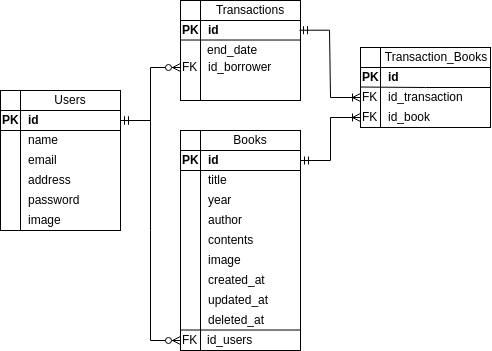 Transactions
PK id
end_date
FK id_borrower
Transaction_Books
PK id
FK id_transaction
FK id_book
Users
PK id
name
email
address
password
image
Books
PK id
title
year
author
contents
image
created_at
updated_at
deleted_at
FK id_users